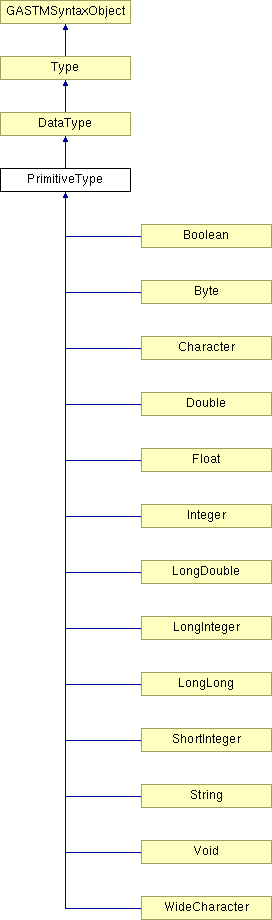 GASTMSyntaxObject
Type
DataType
PrimitiveType
Boolean
Byte
Character
Double
Float
Integer
LongDouble
LongInteger
LongLong
ShortInteger
String
Void
WideCharacter